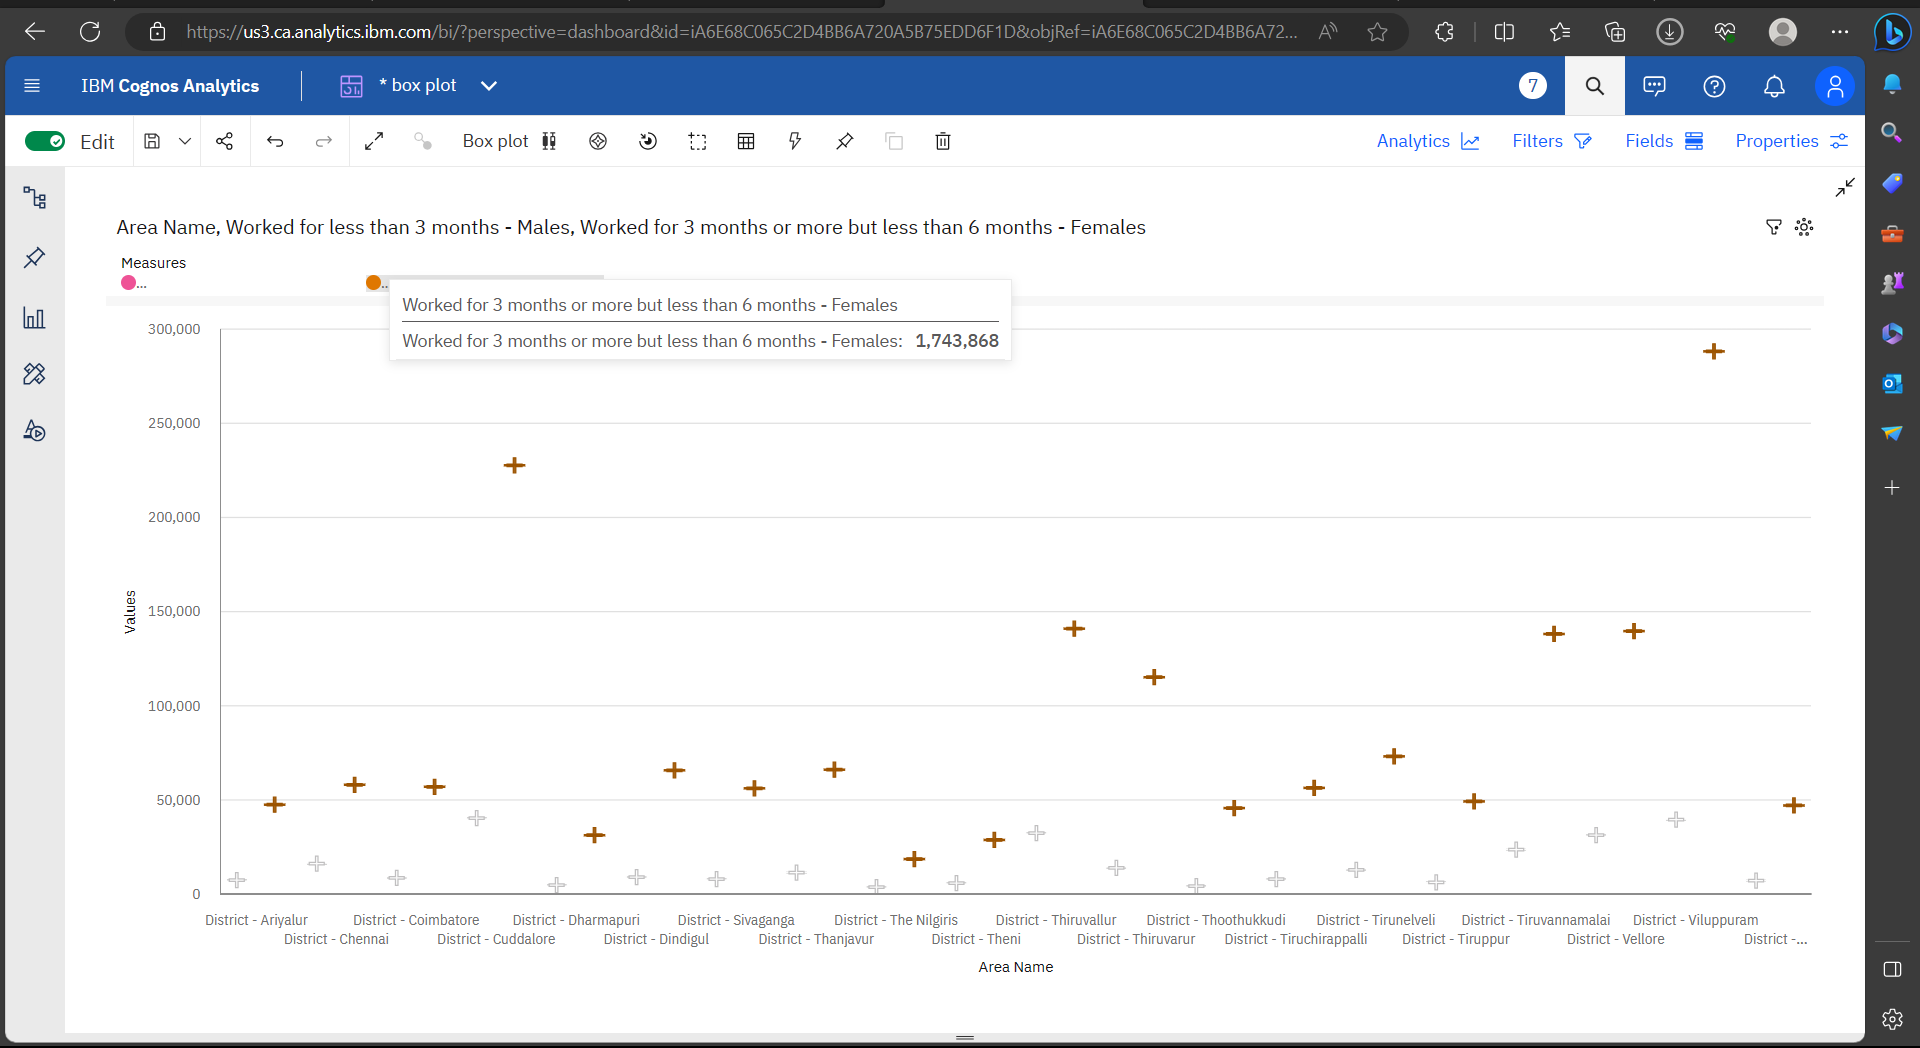 https://us3.ca.analytics.ibm.com/bi/?perspective=dashboard&id=iA6E68C065C2D4BB6A720A5B75EDD6F1D&objRef=iA6E68C065C2D4BB6A72...
IBM Cognos Analytics
* box plot
7
Edit
Box plot
Analytics
Filters
Fields
Properties
Area Name, Worked for less than 3 months - Males, Worked for 3 months or more but less than 6 months - Females
Measures
...
..
Worked for 3 months or more but less than 6 months - Females
Worked for 3 months or more but less than 6 months - Females: 1,743,868
300,000
250,000
200,000
150,000
100,000
50,000
0
Values
District - Ariyalur
District - Coimbatore
District - Dharmapuri
District - Sivaganga
District - The Nilgiris
District - Thiruvallur
District - Thoothukkudi
District - Tirunelveli
District - Tiruvannamalai
District - Viluppuram
District - Chennai
District - Cuddalore
District - Dindigul
District - Thanjavur
District - Theni
District - Thiruvarur
District - Tiruchirappalli
District - Tiruppur
District - Vellore
District -...
Area Name